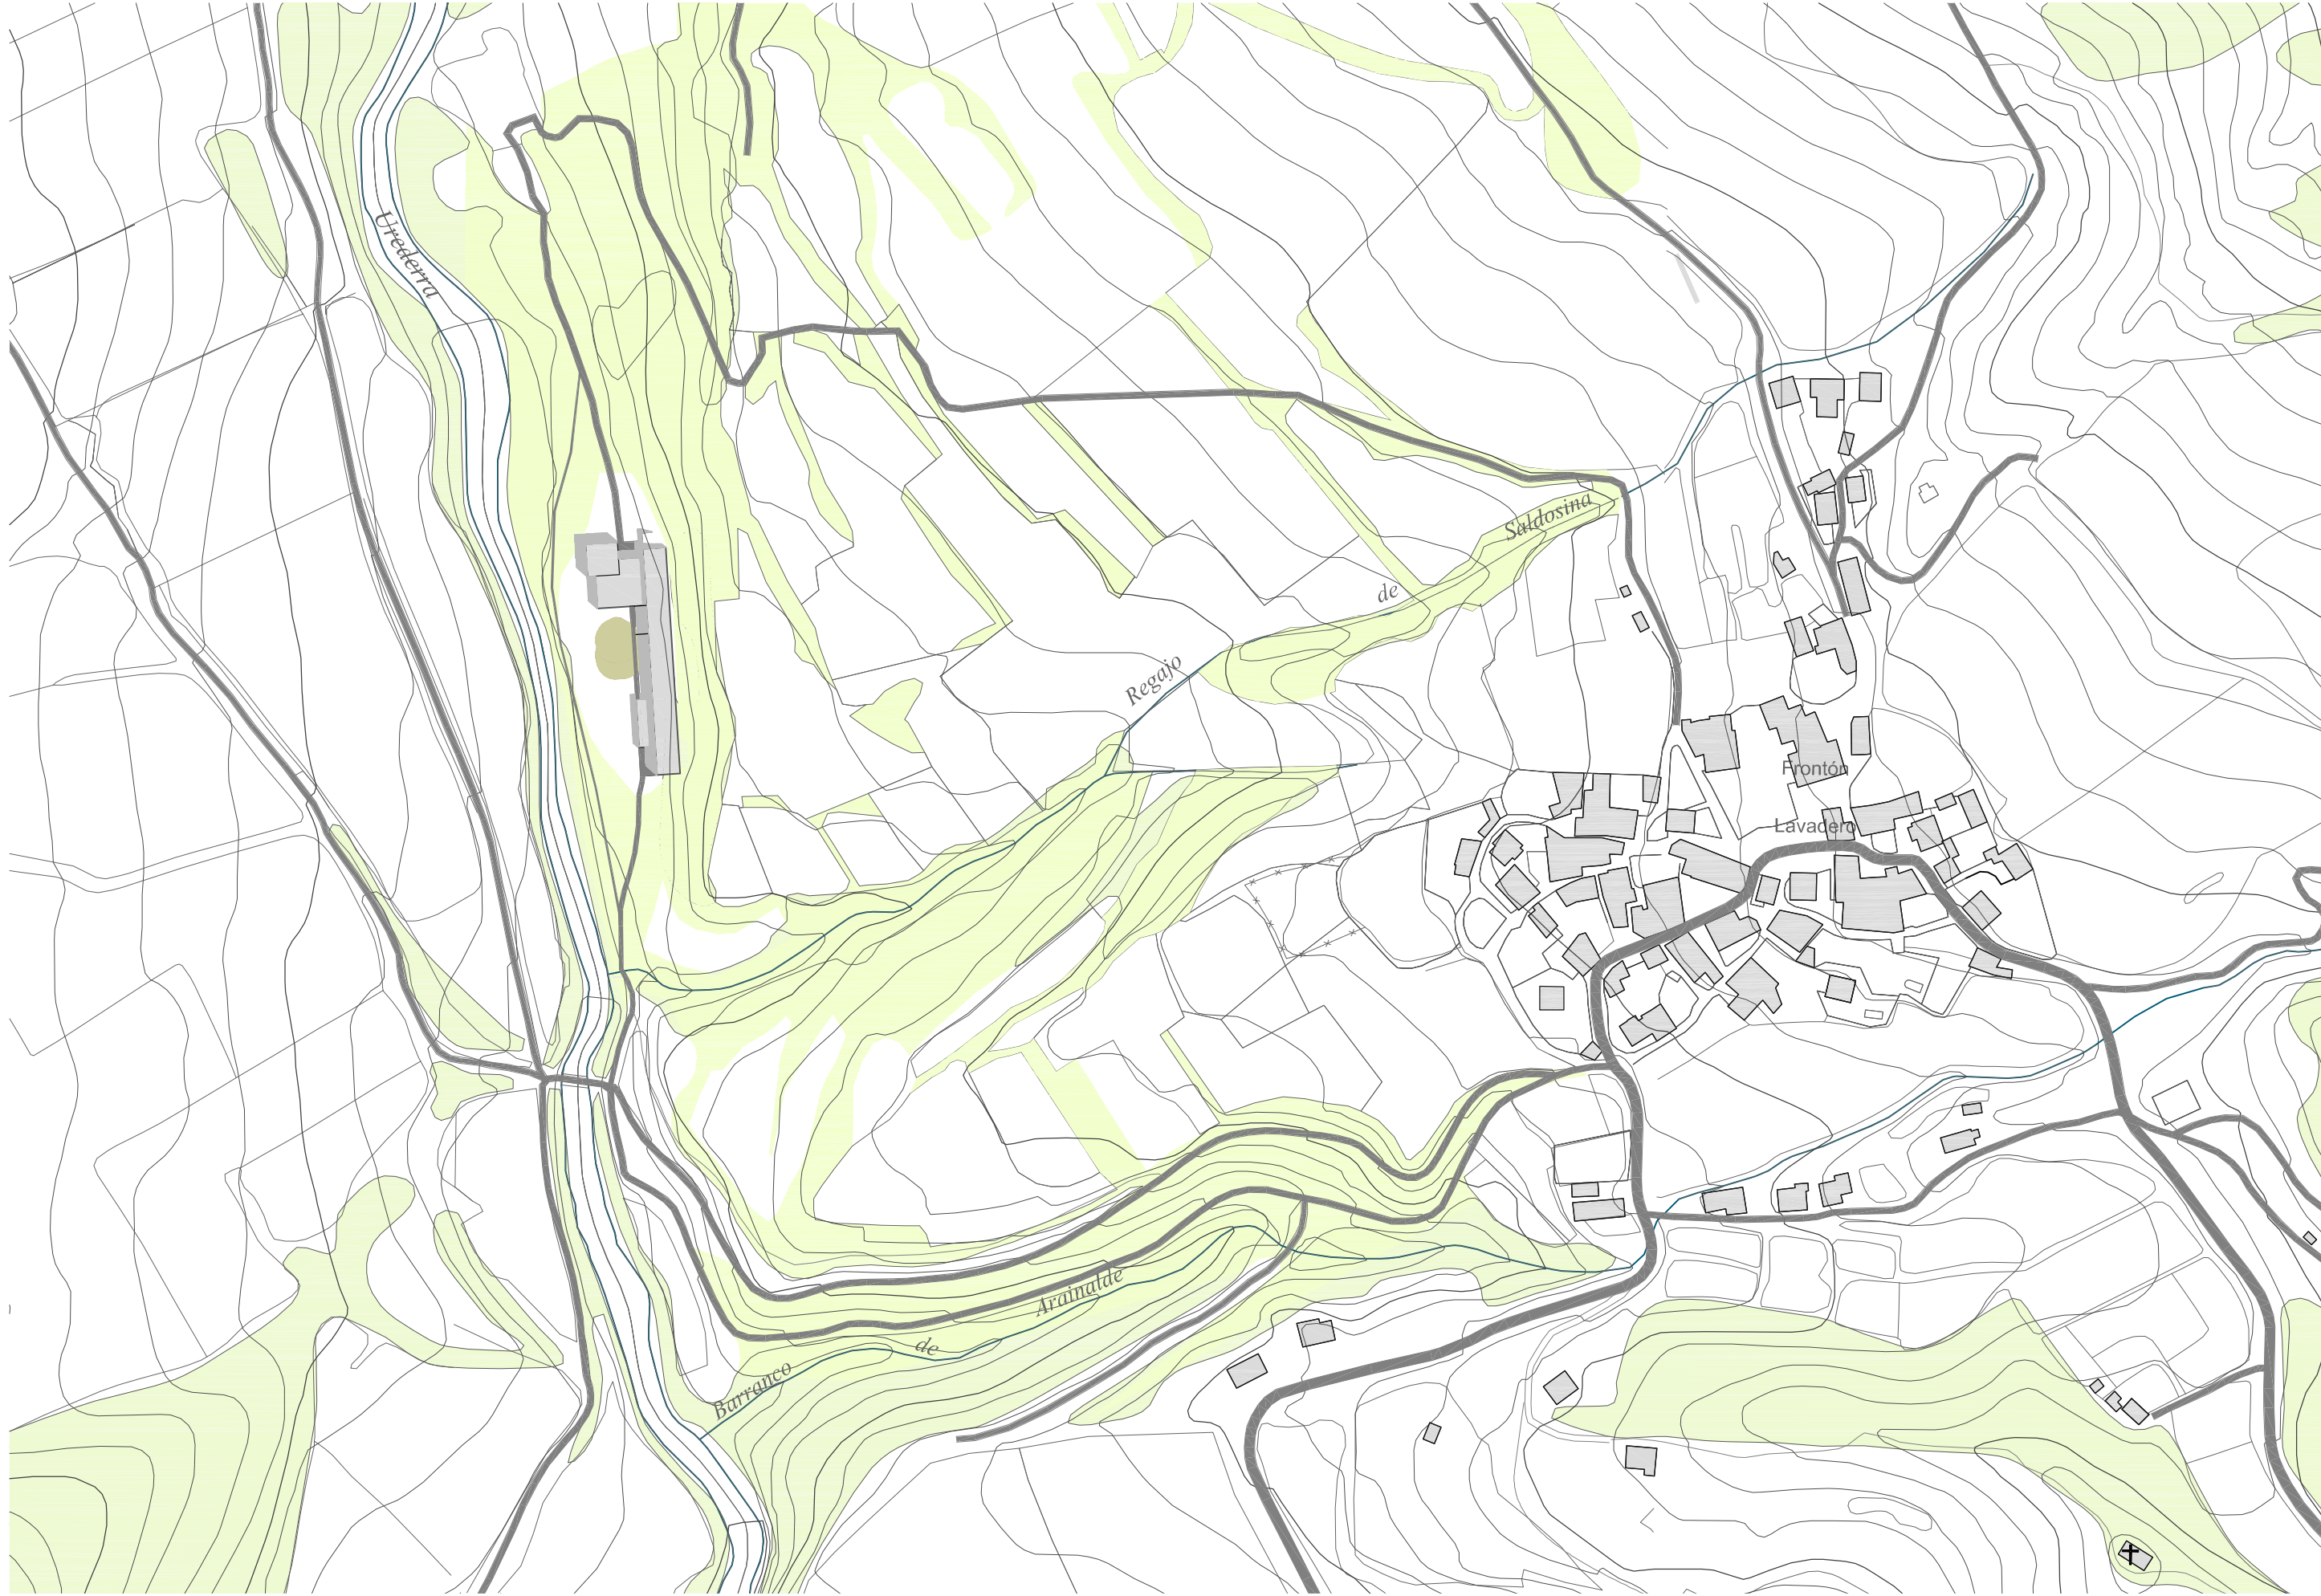 Urederra
Regajo de Saldosina
Frontón
Lavadero
Barranco de Arainalde